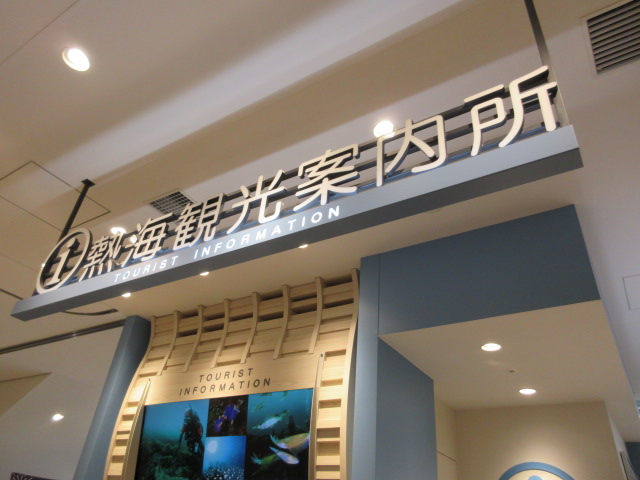 i 熱海観光案内所
TOURIST INFORMATION
TOURIST
INFORMATION